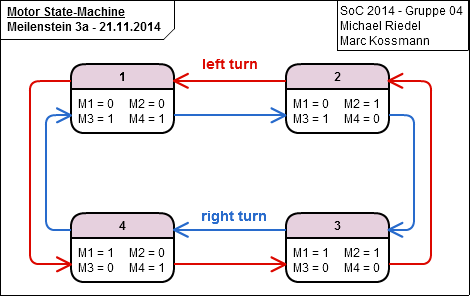 Motor State-Machine
Meilenstein 3a - 21.11.2014
SoC 2014 - Gruppe 04
Michael Riedel
Marc Kossmann
left turn
1
M1 = 0 M2 = 0
M3 = 1 M4 = 1
2
M1 = 0 M2 = 1
M3 = 1 M4 = 0
right turn
4
M1 = 1 M2 = 0
M3 = 0 M4 = 1
3
M1 = 1 M2 = 1
M3 = 0 M4 = 0